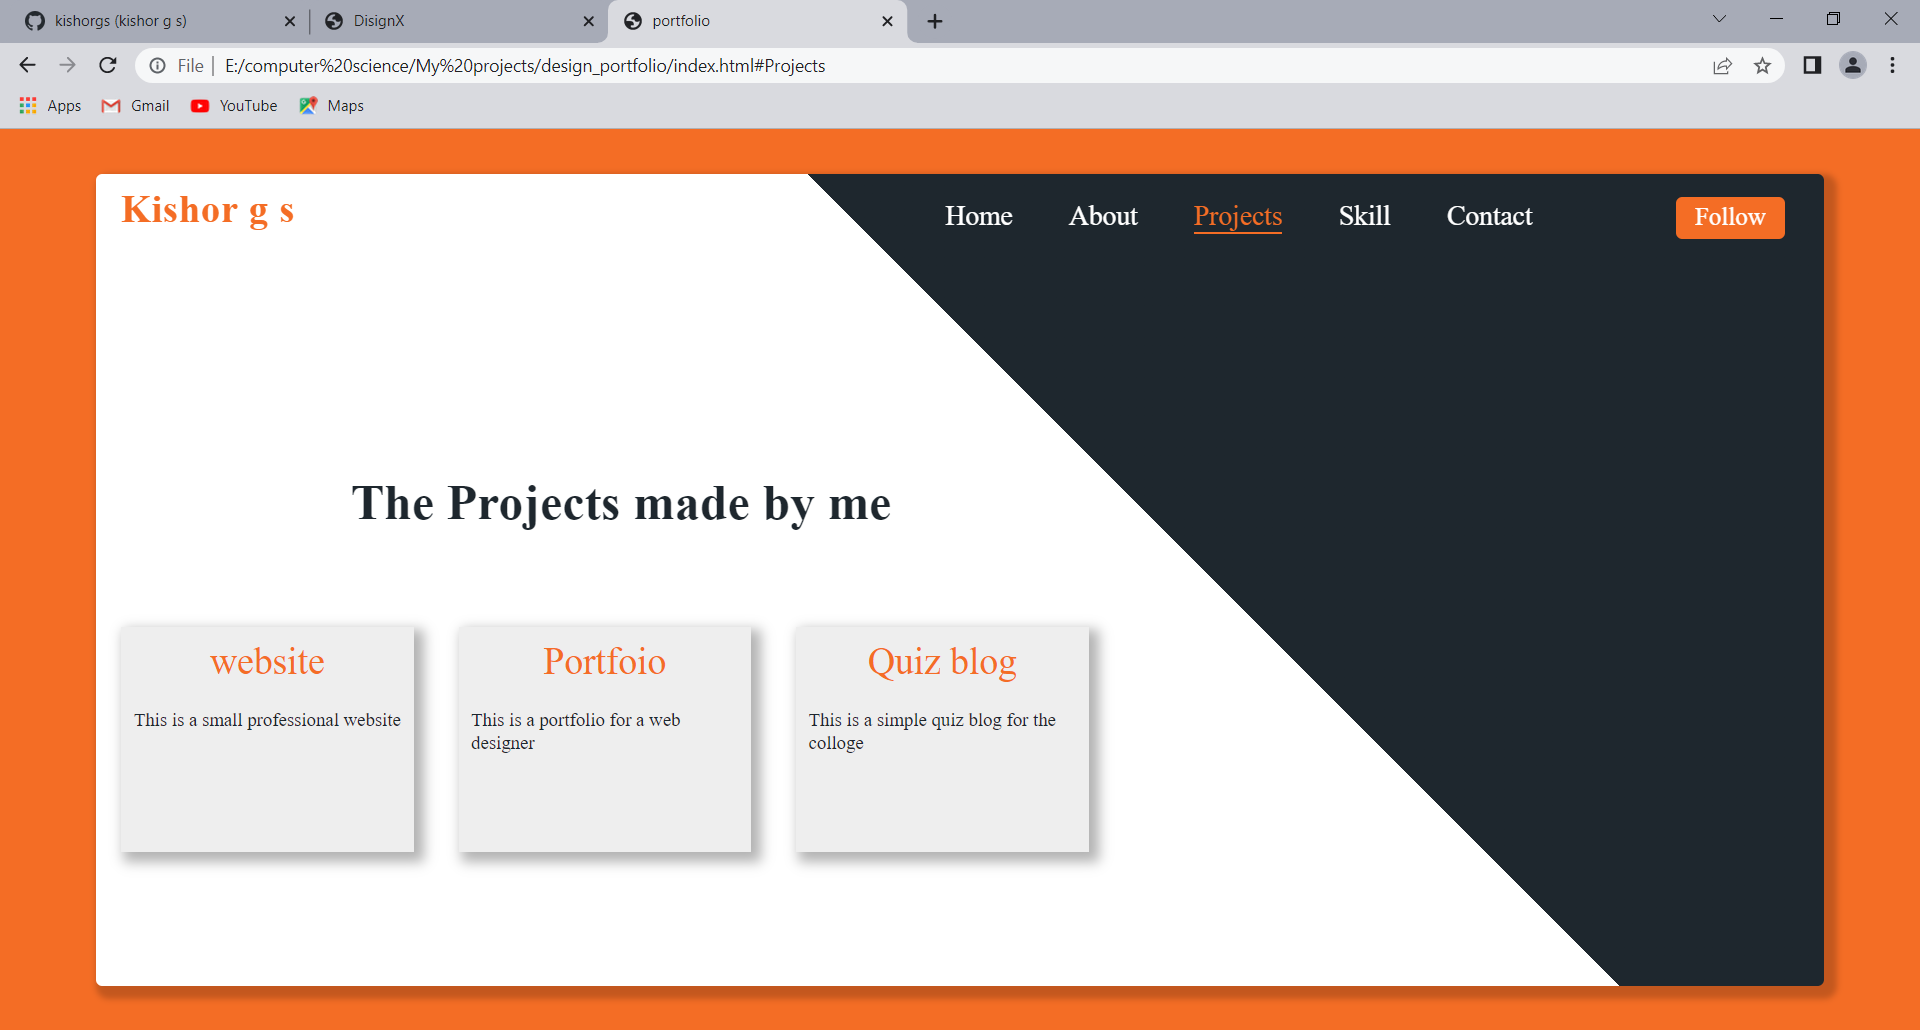 kishorgs (kishor g s)
DisignX
portfolio
File
E:/computer%20science/My%20projects/design_portfolio/index.html#Projects
Apps
Gmail
YouTube
Maps
Kishor g s
Home
About
Projects
Skill
Contact
Follow
The Projects made by me
website
This is a small professional website
Portfoio
This is a portfolio for a web
designer
Quiz blog
This is a simple quiz blog for the
colloge